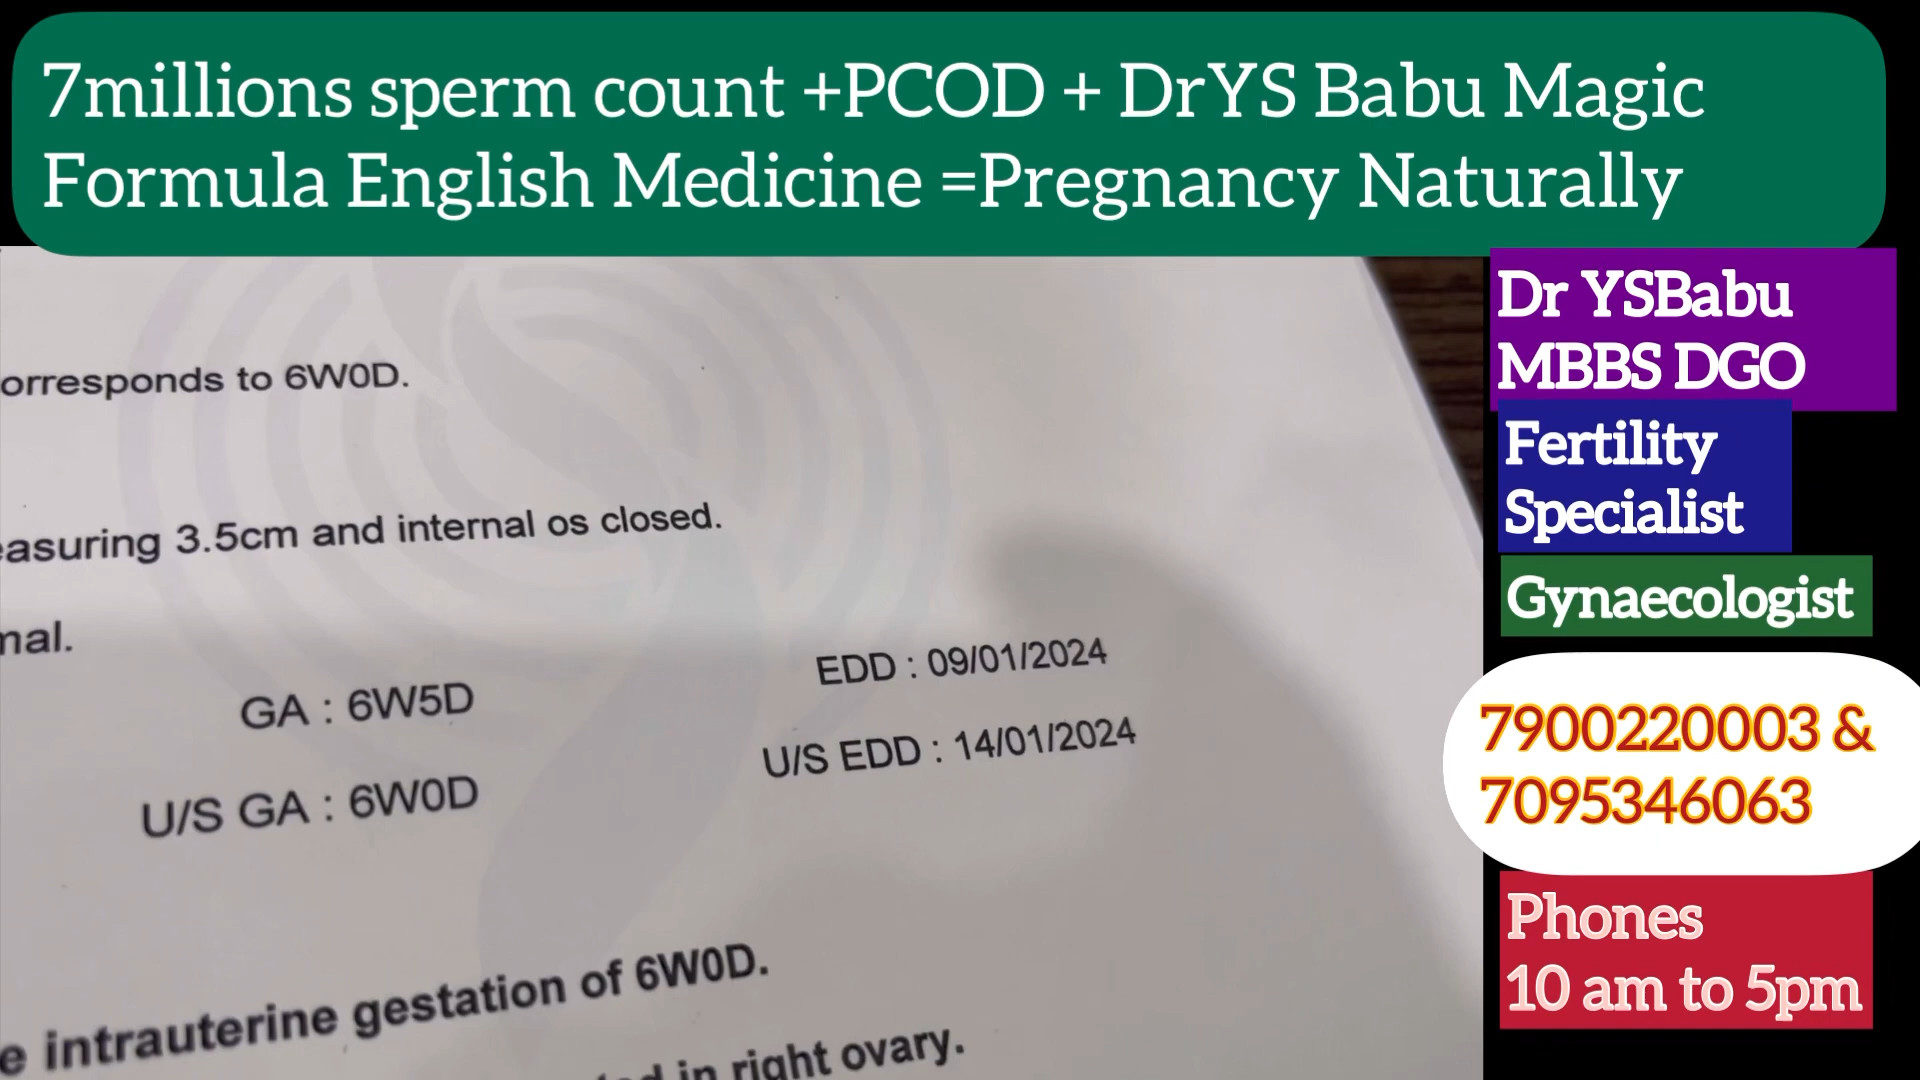 7millions sperm count +PCOD + DrYS Babu Magic
Formula English Medicine =Pregnancy Naturally
Dr YSBabu
MBBS DGO
Fertility
Specialist
Gynaecologist
7900220003 &
7095346063
Phones
10 am to 5pm
orresponds to 6W0D.
easuring 3.5cm and internal os closed.
mal.
GA : 6W5D
EDD : 09/01/2024
U/S GA : 6W0D
U/S EDD : 14/01/2024
e intrauterine gestation of 6W0D.
in right ovary.